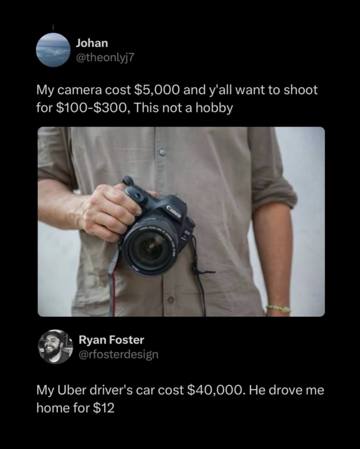 Johan
@theonlyj7
My camera cost $5,000 and y'all want to shoot
for $100-$300, This not a hobby
Canon
Ryan Foster
@rfosterdesign
My Uber driver's car cost $40,000. He drove me
home for $12